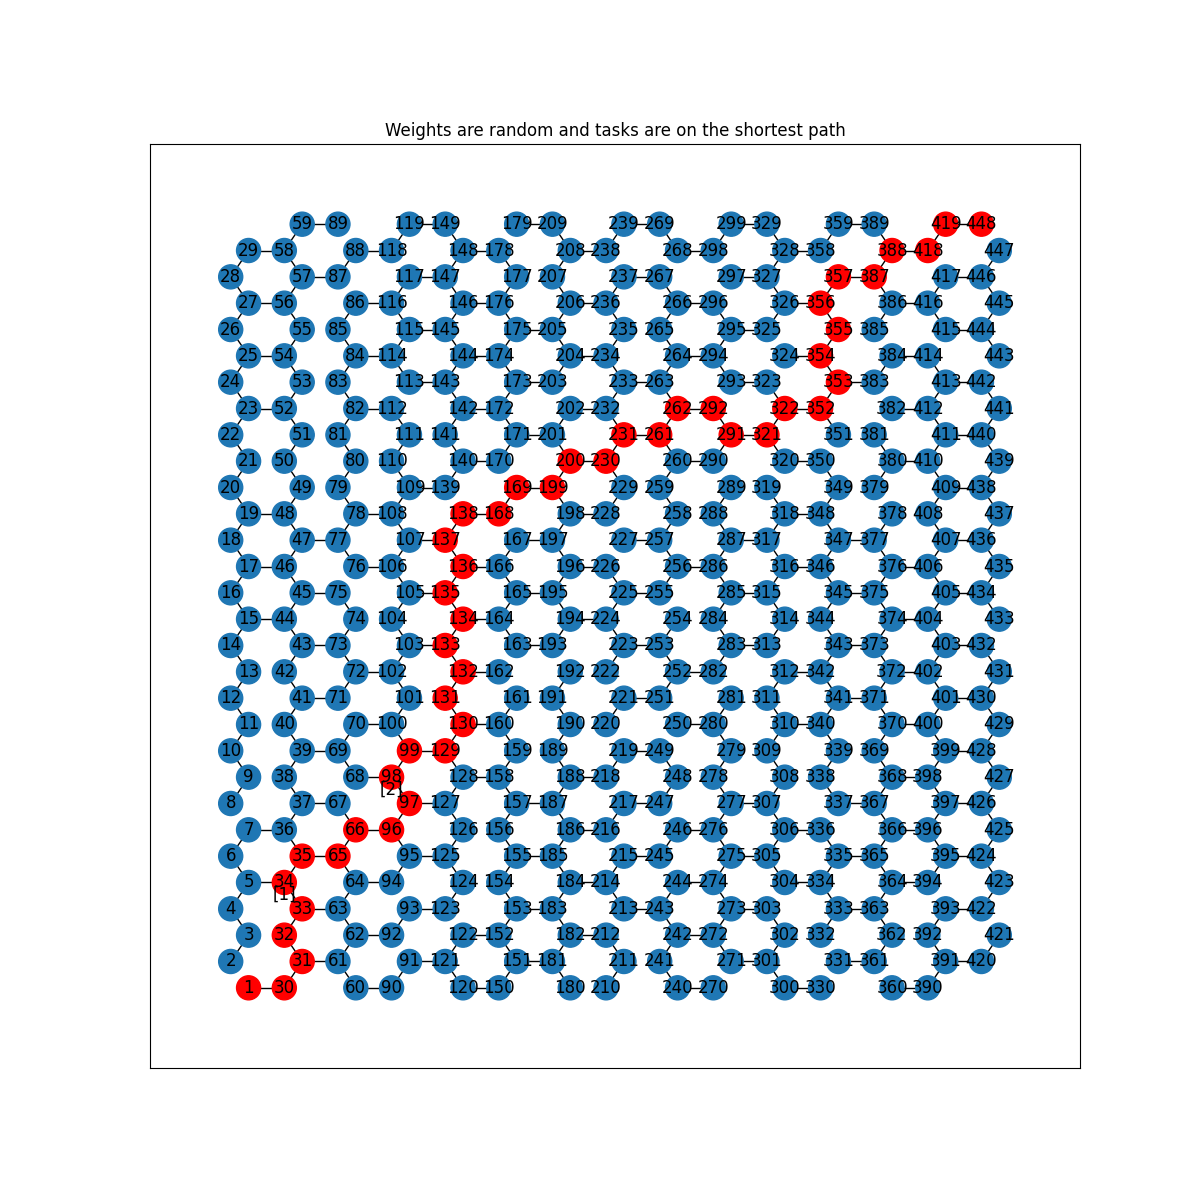 Weights are random and tasks are on the shortest path
59 89 119 149 179 209 239 269 299 329 359 389 419 448
29 58 88 118 148 178 208 238 268 298 328 358 388 418 447
28 57 87 117 147 177 207 237 267 297 327 357 387 417 446
27 56 86 116 146 176 206 236 266 296 326 356 386 416 445
26 55 85 115 145 175 205 235 265 295 325 355 385 415 444
25 54 84 114 144 174 204 234 264 294 324 354 384 414 443
24 53 83 113 143 173 203 233 263 293 323 353 383 413 442
23 52 82 112 142 172 202 232 262 292 322 352 382 412 441
22 51 81 111 141 171 201 231 261 291 321 351 381 411 440
21 50 80 110 140 170 200 230 260 290 320 350 380 410 439
20 49 79 109 139 169 199 229 259 289 319 349 379 409 438
19 48 78 108 138 168 198 228 258 288 318 348 378 408 437
18 47 77 107 137 167 197 227 257 287 317 347 377 407 436
17 46 76 106 136 166 196 226 256 286 316 346 376 406 435
16 45 75 105 135 165 195 225 255 285 315 345 375 405 434
15 44 74 104 134 164 194 224 254 284 314 344 374 404 433
14 43 73 103 133 163 193 223 253 283 313 343 373 403 432
13 42 72 102 132 162 192 222 252 282 312 342 372 402 431
12 41 71 101 131 161 191 221 251 281 311 341 371 401 430
11 40 70 100 130 160 190 220 250 280 310 340 370 400 429
10 39 69 99 129 159 189 219 249 279 309 339 369 399 428
9 38 68 98 128 158 188 218 248 278 308 338 368 398 427
[2]
8 37 67 97 127 157 187 217 247 277 307 337 367 397 426
7 36 66 96 126 156 186 216 246 276 306 336 366 396 425
6 35 65 95 125 155 185 215 245 275 305 335 365 395 424
5 34 64 94 124 154 184 214 244 274 304 334 364 394 423
[1]
4 33 63 93 123 153 183 213 243 273 303 333 363 393 422
3 32 62 92 122 152 182 212 242 272 302 332 362 392 421
2 31 61 91 121 151 181 211 241 271 301 331 361 391 420
1 30 60 90 120 150 180 210 240 270 300 330 360 390